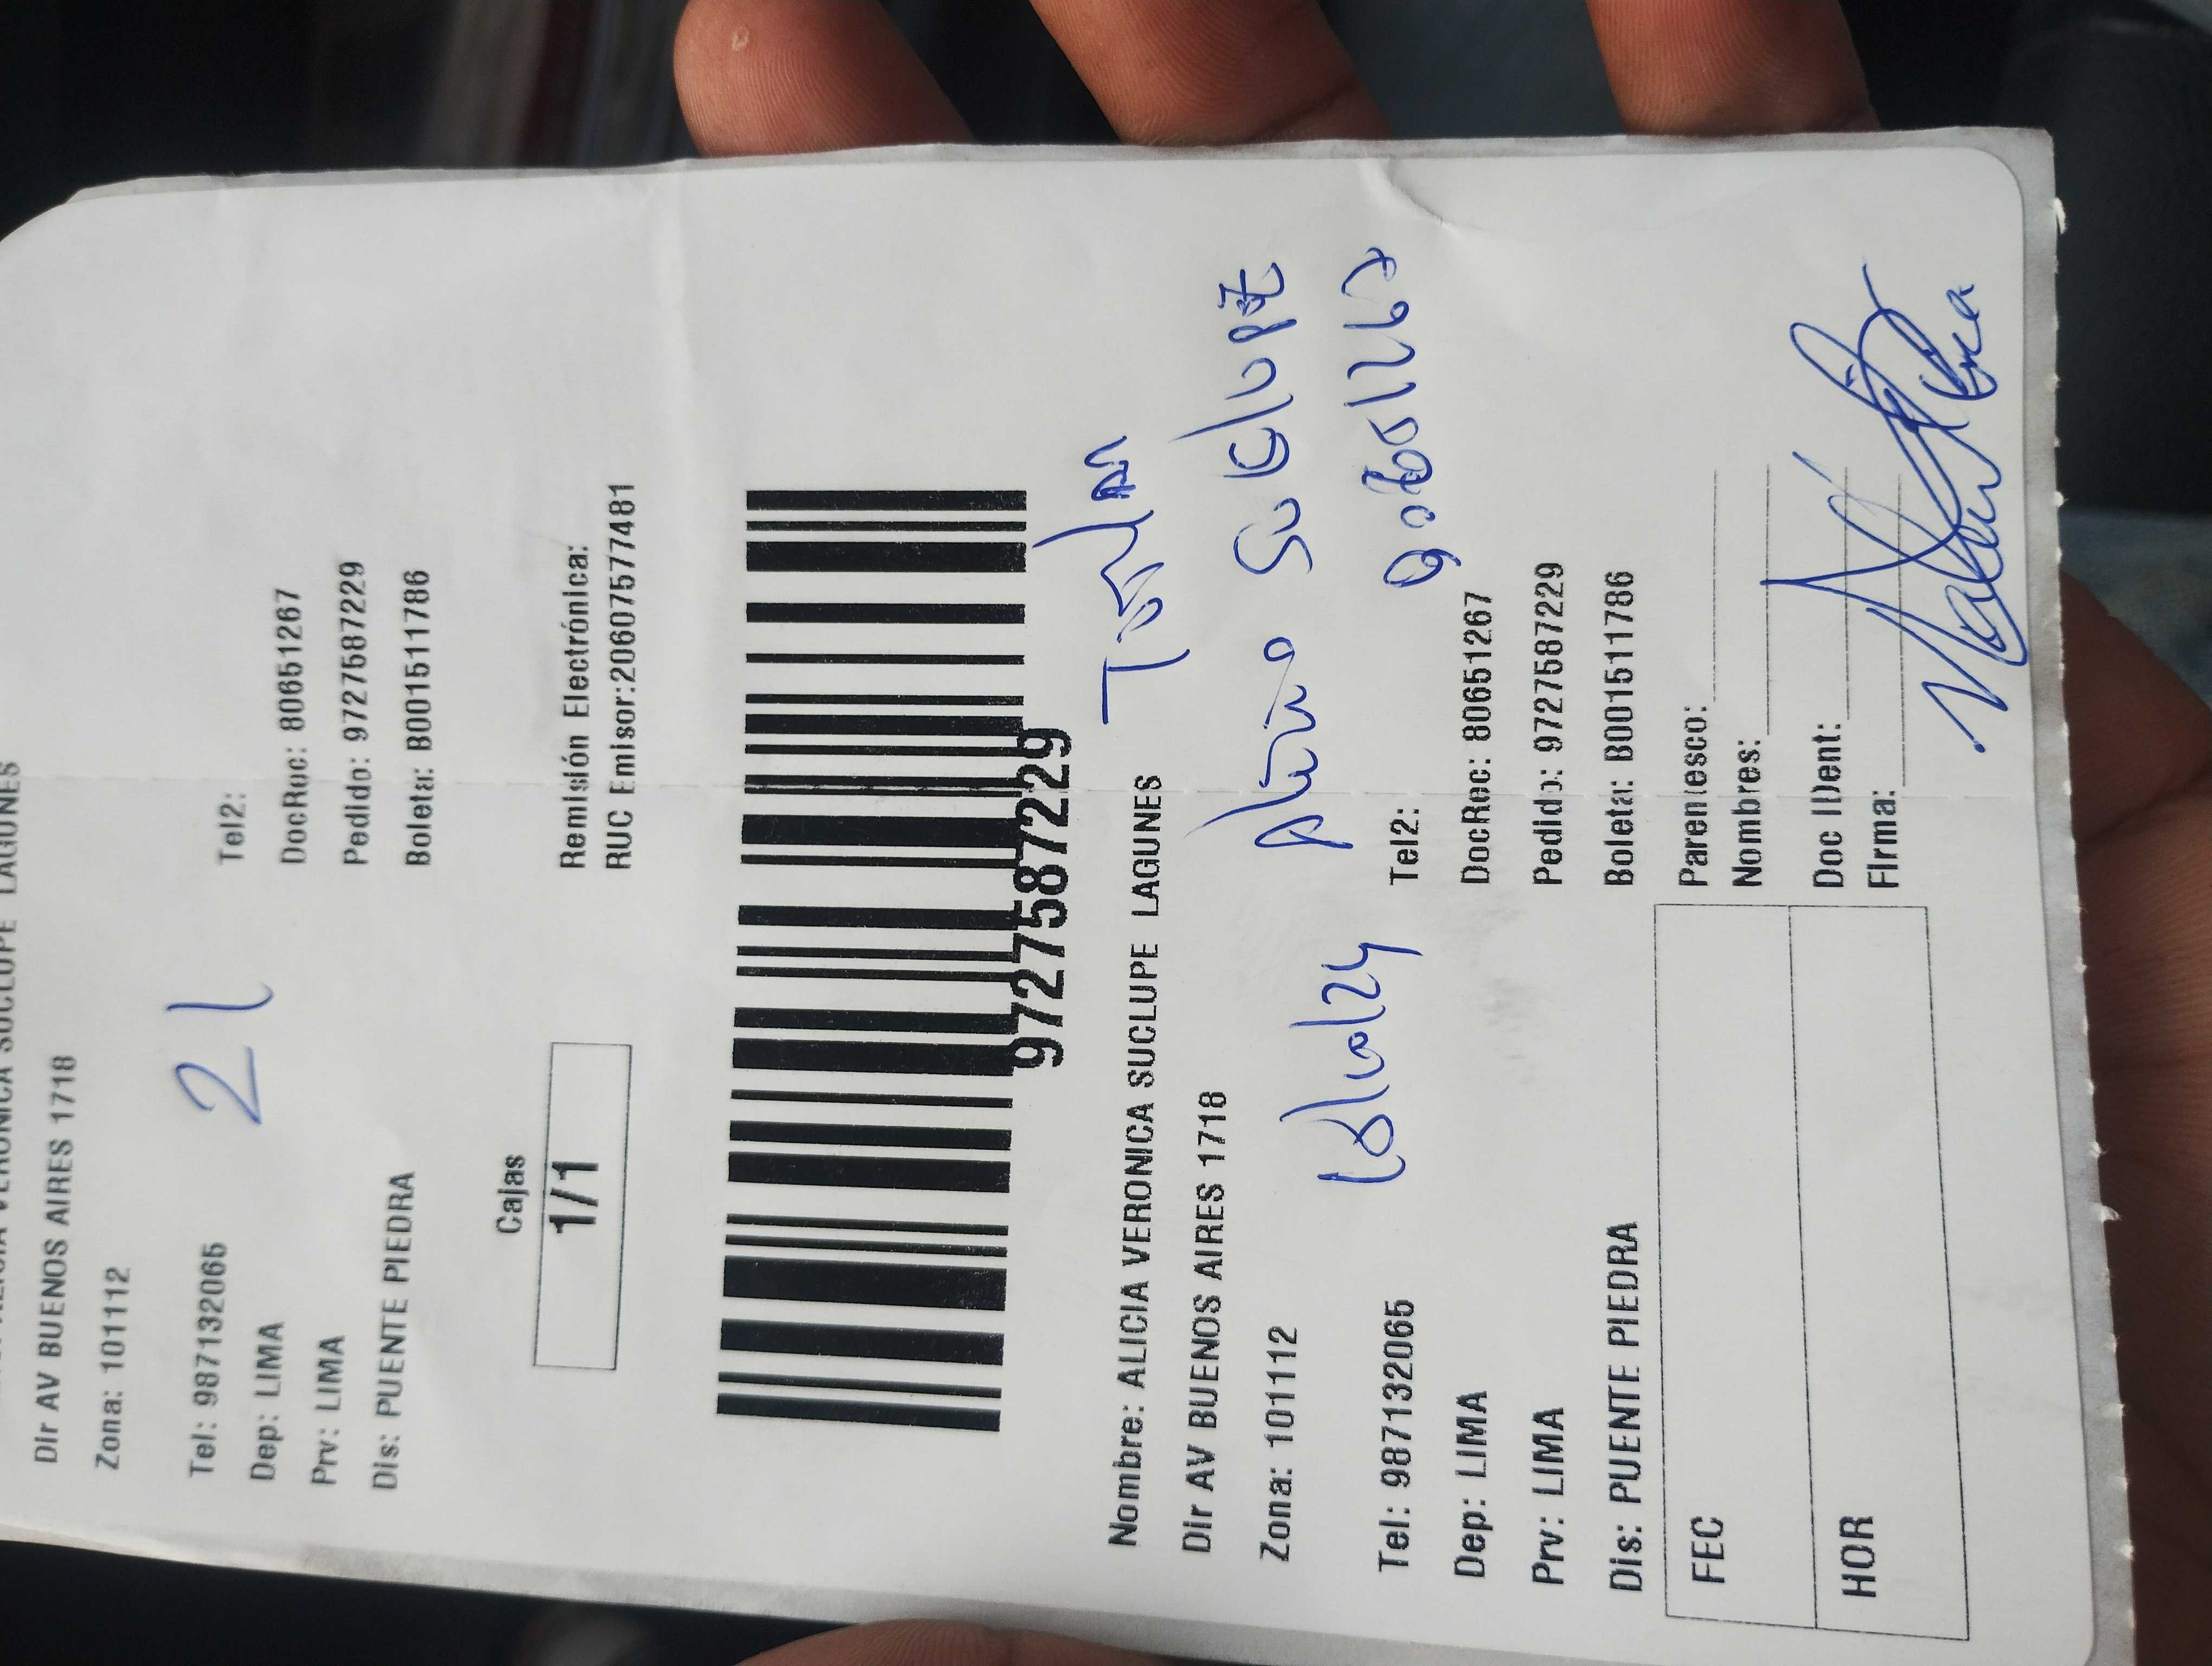 Dir AV BUENOS AIRES 1718
Zona: 101112
21
Tel: 987132065
Tel2:
Dep: LIMA
DocRec: 80651267
Prv: LIMA
Pedido: 9727587229
Dis: PUENTE PIEDRA
Boleta: B001511786
Cajas
1/1
Remisión Electrónica:
RUC Emisor:20607577481
9727587229
Nombre: ALICIA VERONICA SUCLUPE LAGUNES
Dir AV BUENOS AIRES 1718
Zona: 101112
Tel: 987132065
Tel2:
Dep: LIMA
DocRec: 80651267
Prv: LIMA
Pedido: 9727587229
Dis: PUENTE PIEDRA
Boleta: B001511786
FEC
HOR
Parentesco:
Nombres:
Doc IDent:
Firma: